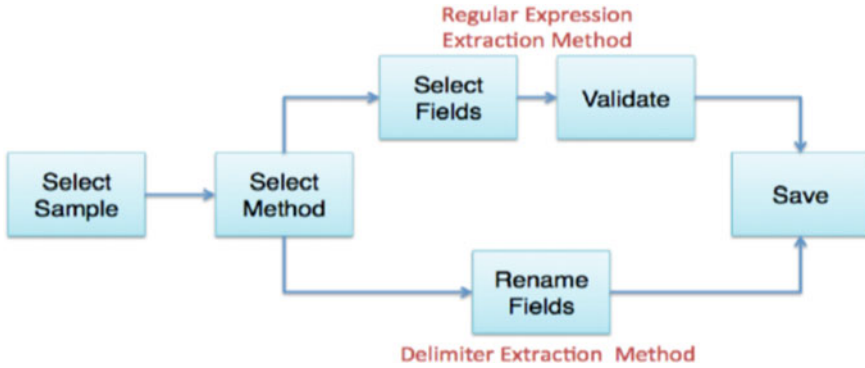 Regular Expression
Extraction Method
Select
Fields
Validate
Select
Sample
Select
Method
Save
Rename
Fields
Delimiter Extraction Method